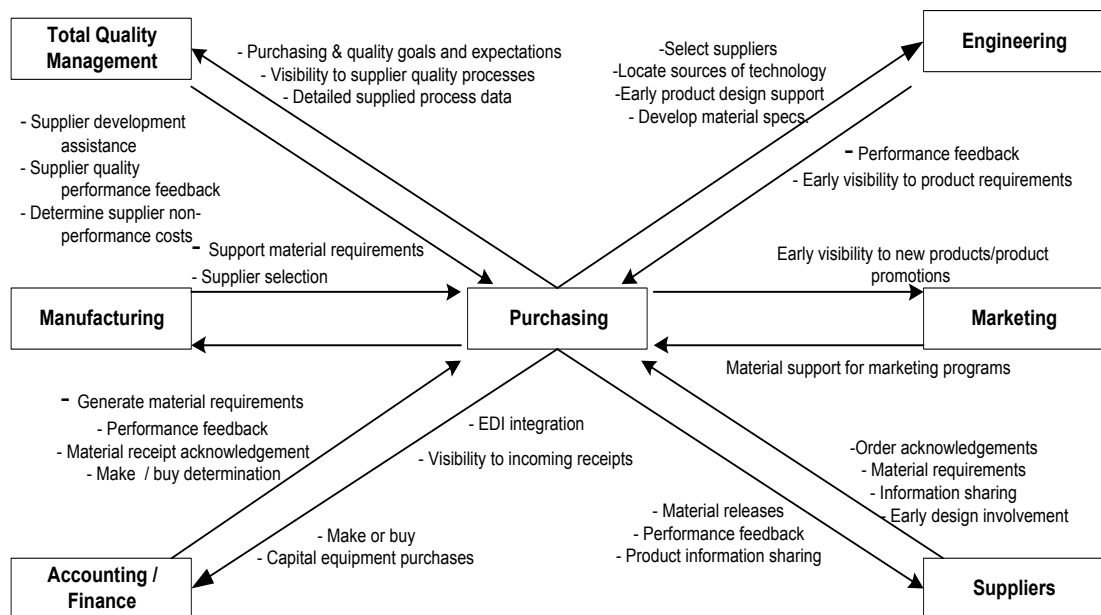 Total Quality
Management
- Purchasing & quality goals and expectations
- Visibility to supplier quality processes
- Detailed supplied process data
-Select suppliers
-Locate sources of technology
-Early product design support
- Develop material specs.
Engineering
- Supplier development
assistance
- Supplier quality
performance feedback
- Determine supplier non-
performance costs
- Performance feedback
- Early visibility to product requirements
- Support material requirements
- Supplier selection
Early visibility to new products/product
promotions
Manufacturing
Purchasing
Marketing
Material support for marketing programs
- Generate material requirements
- Performance feedback
- Material receipt acknowledgement
- Make / buy determination
- EDI integration
- Visibility to incoming receipts
-Order acknowledgements
- Material requirements
- Information sharing
- Early design involvement
- Make or buy
- Capital equipment purchases
- Material releases
- Performance feedback
- Product information sharing
Accounting /
Finance
Suppliers